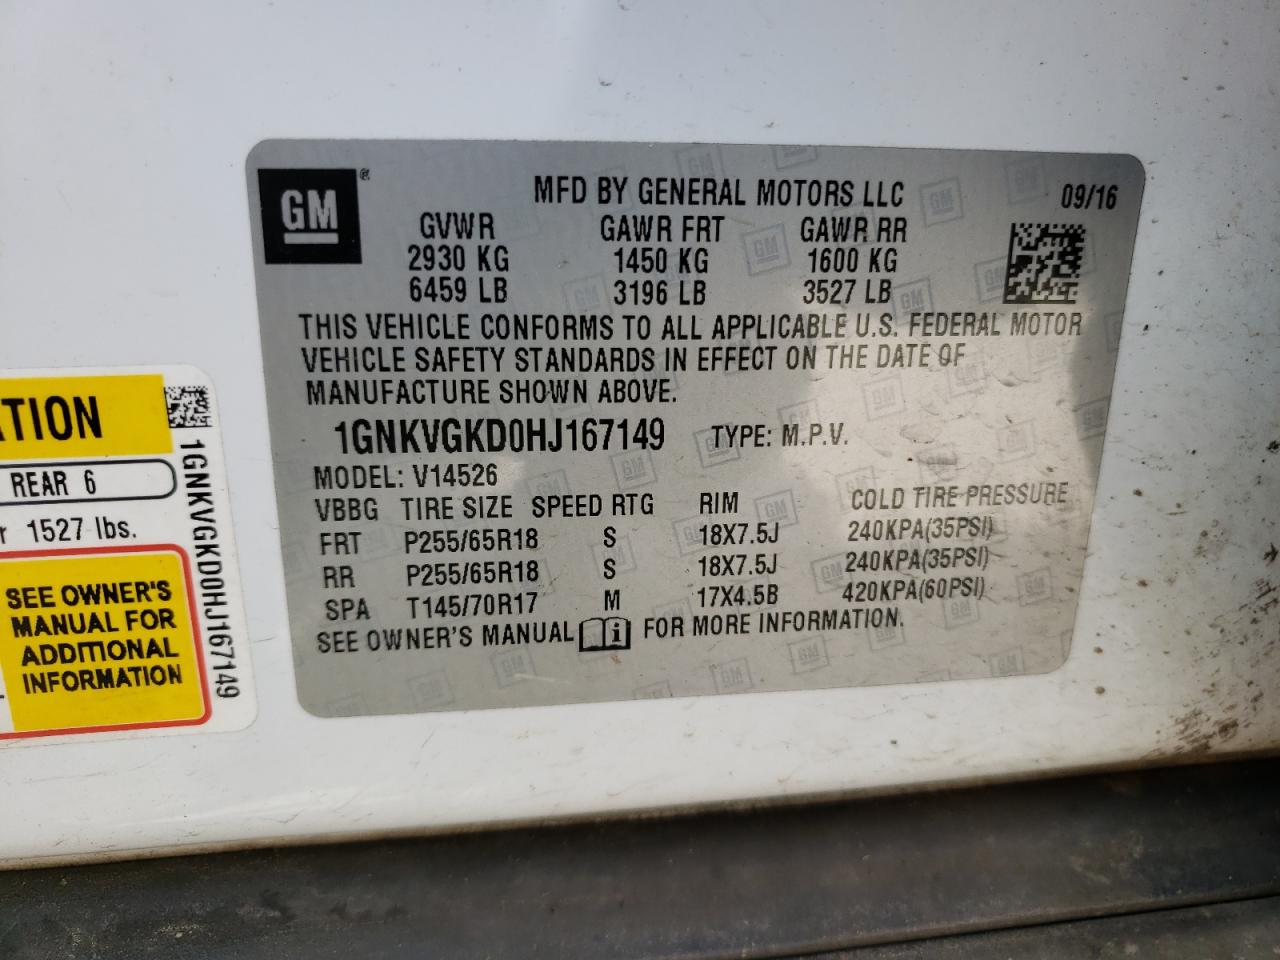 GM®
MFD BY GENERAL MOTORS LLC 09/16
GVWR GAWR FRT GAWR RR
2930 KG 1450 KG 1600 KG
6459 LB 3196 LB 3527 LB
THIS VEHICLE CONFORMS TO ALL APPLICABLE U.S. FEDERAL MOTOR
VEHICLE SAFETY STANDARDS IN EFFECT ON THE DATE OF
MANUFACTURE SHOWN ABOVE.
1GNKVGKD0HJ167149 TYPE: M.P.V.
MODEL: V14526
VBBG TIRE SIZE SPEED RTG RIM COLD TIRE PRESSURE
FRT P255/65R18 S 18X7.5J 240KPA(35PSI)
RR P255/65R18 S 18X7.5J 240KPA(35PSI)
SPA T145/70R17 M 17X4.5B 420KPA(60PSI)
SEE OWNER'S MANUAL FOR MORE INFORMATION.
REAR 6
1527 lbs.
SEE OWNER'S
MANUAL FOR
ADDITIONAL
INFORMATION
1GNKVGKD0HJ167149